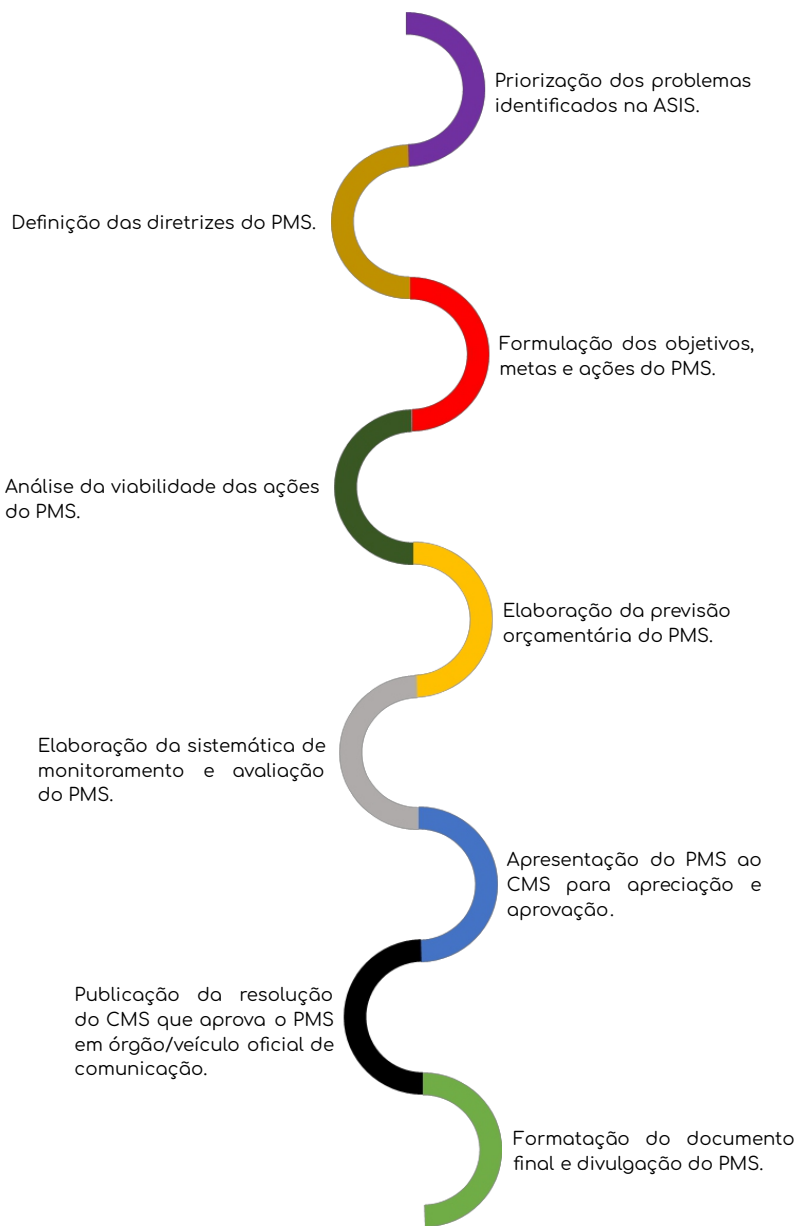 Priorização dos problemas
identificados na ASIS.
Definição das diretrizes do PMS.
Formulação dos objetivos,
metas e ações do PMS.
Análise da viabilidade das ações
do PMS.
Elaboração da previsão
orçamentária do PMS.
Elaboração da sistemática de
monitoramento e avaliação
do PMS.
Apresentação do PMS ao
CMS para apreciação e
aprovação.
Publicação da resolução
do CMS que aprova o PMS
em órgão/veículo oficial de
comunicação.
Formatação do documento
final e divulgação do PMS.